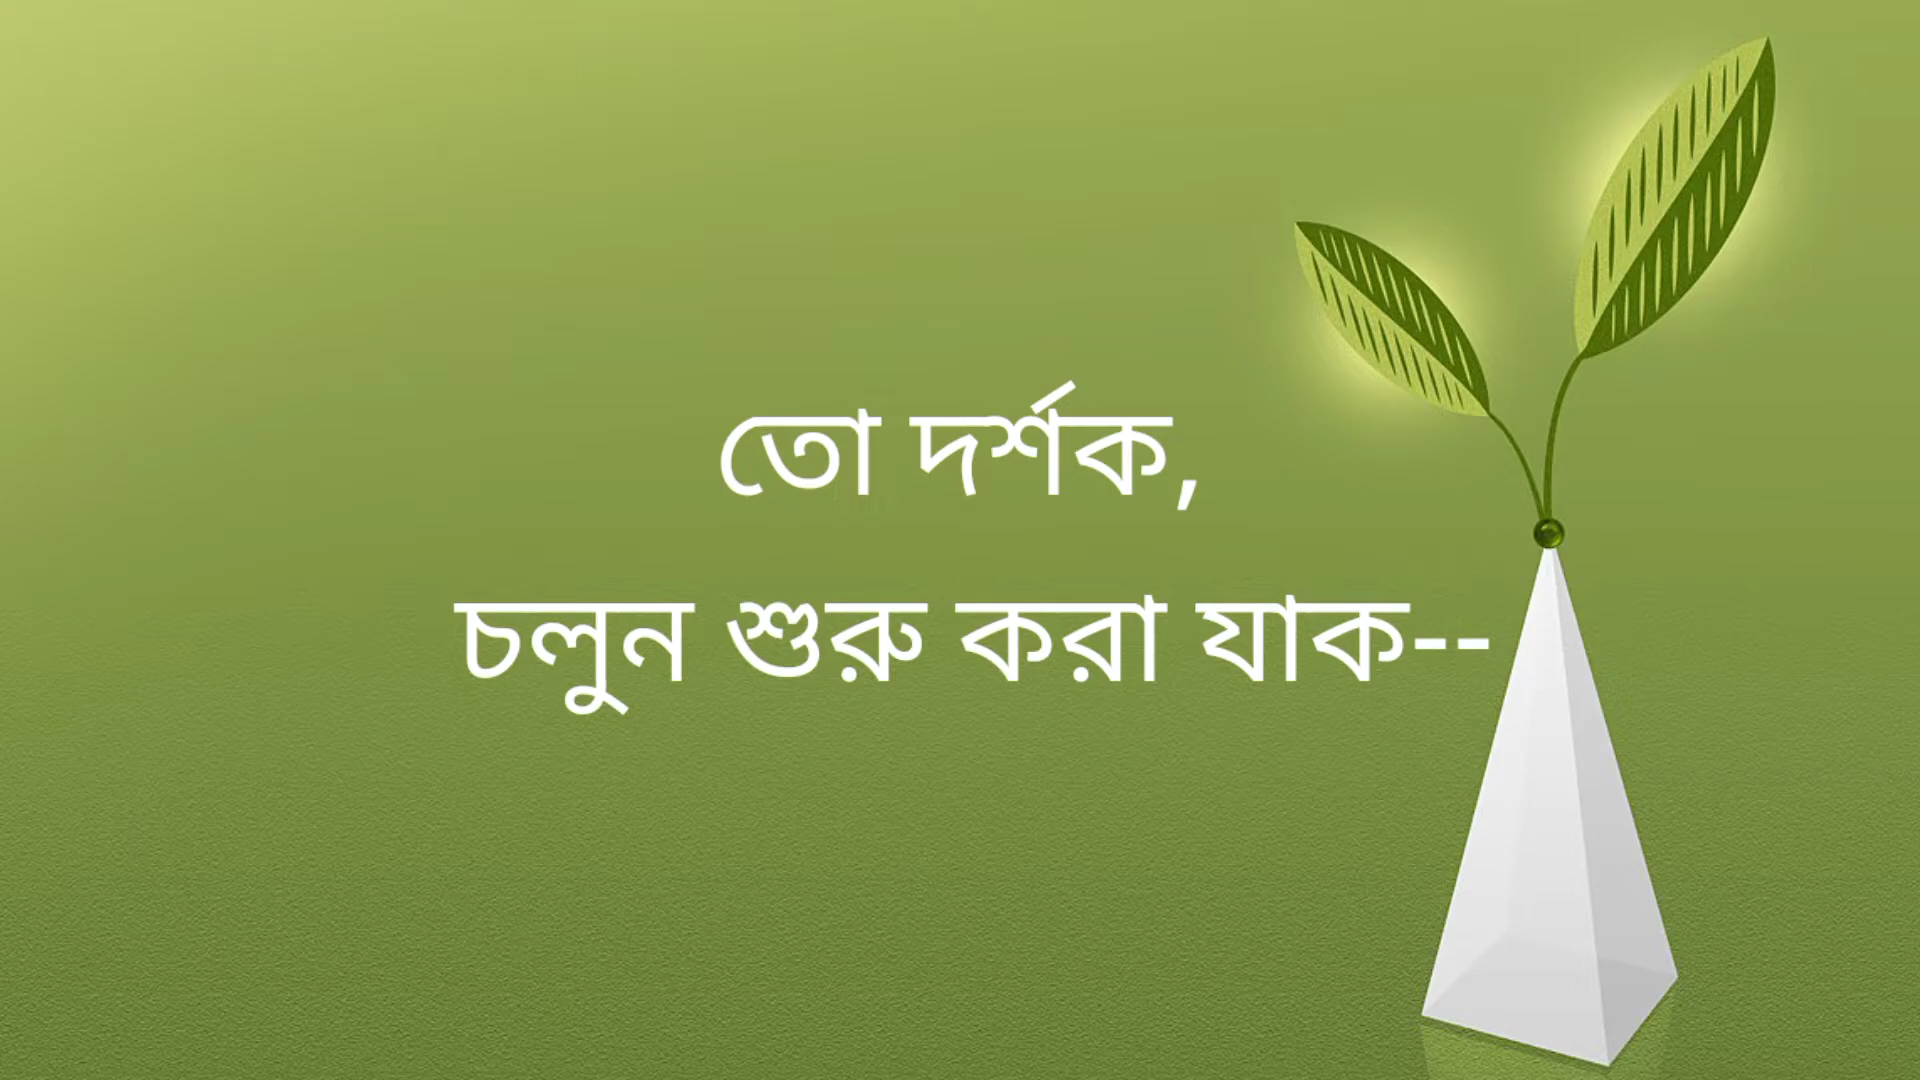 তো দর্শক,
চলুন শুরু করা যাক--